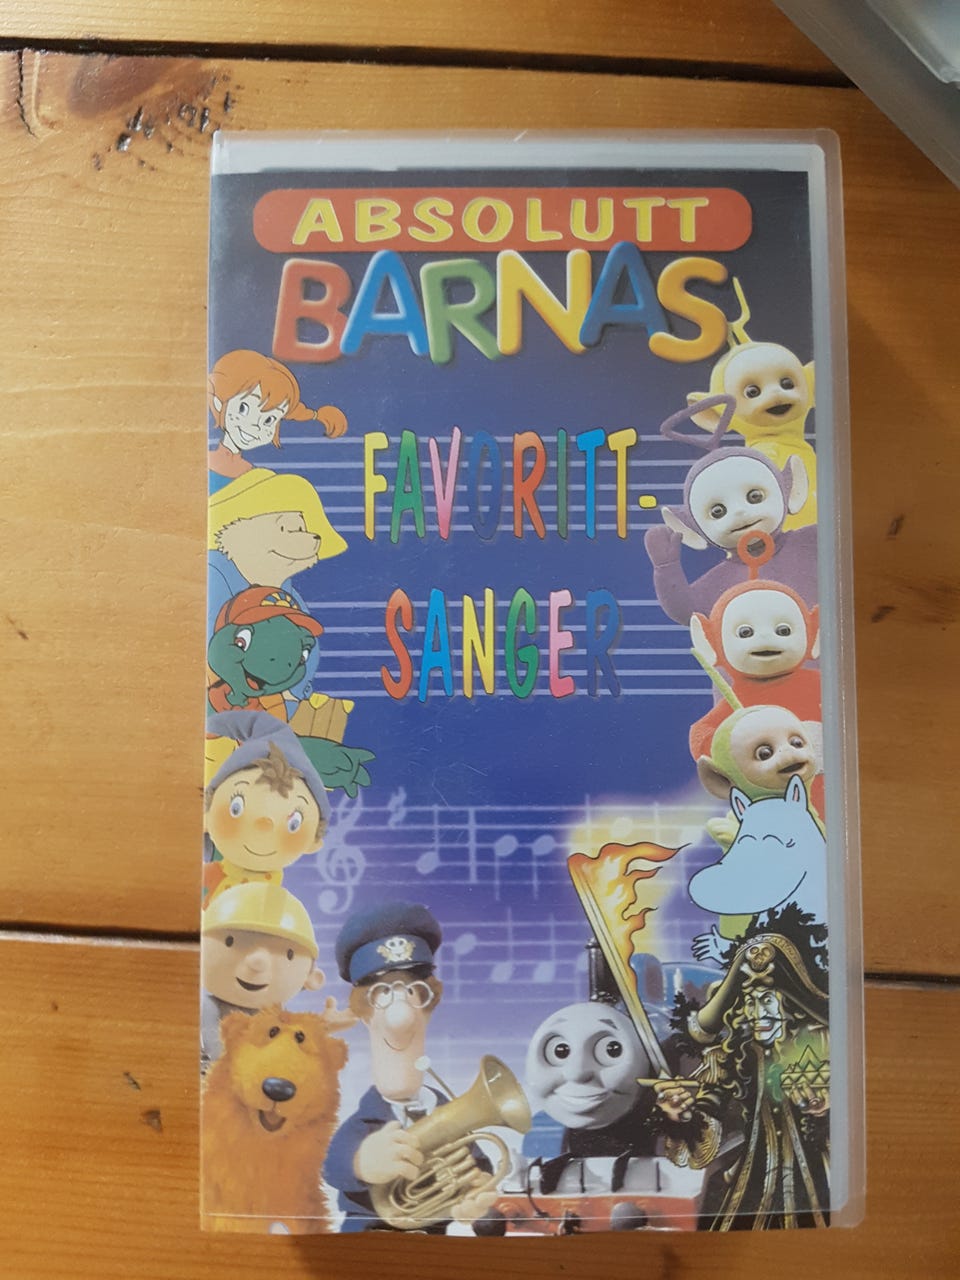 ABSOLUTT
BARNAS
FAVORITT-
SANGER